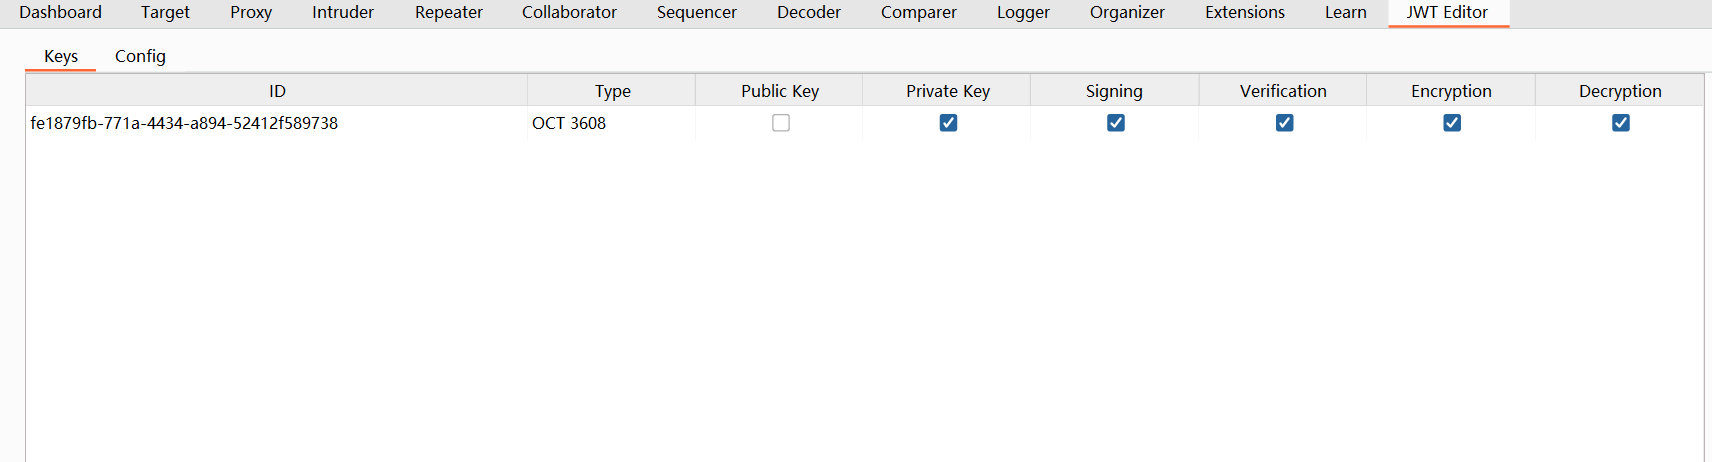 Dashboard Target Proxy Intruder Repeater Collaborator Sequencer Decoder Comparer Logger Organizer Extensions Learn JWT Editor
Keys Config
ID Type Public Key Private Key Signing Verification Encryption Decryption
fe1879fb-771a-4434-a894-52412f589738 OCT 3608